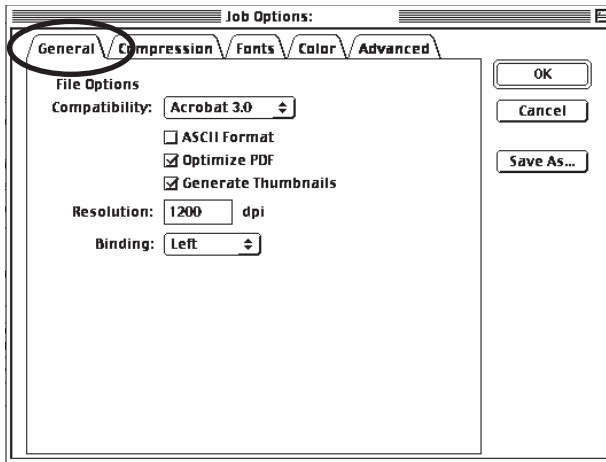 Job Options:
General Compression Fonts Color Advanced
File Options
Compatibility: Acrobat 3.0
ASCII Format
Optimize PDF
Generate Thumbnails
Resolution: 1200 dpi
Binding: Left
OK
Cancel
Save As...